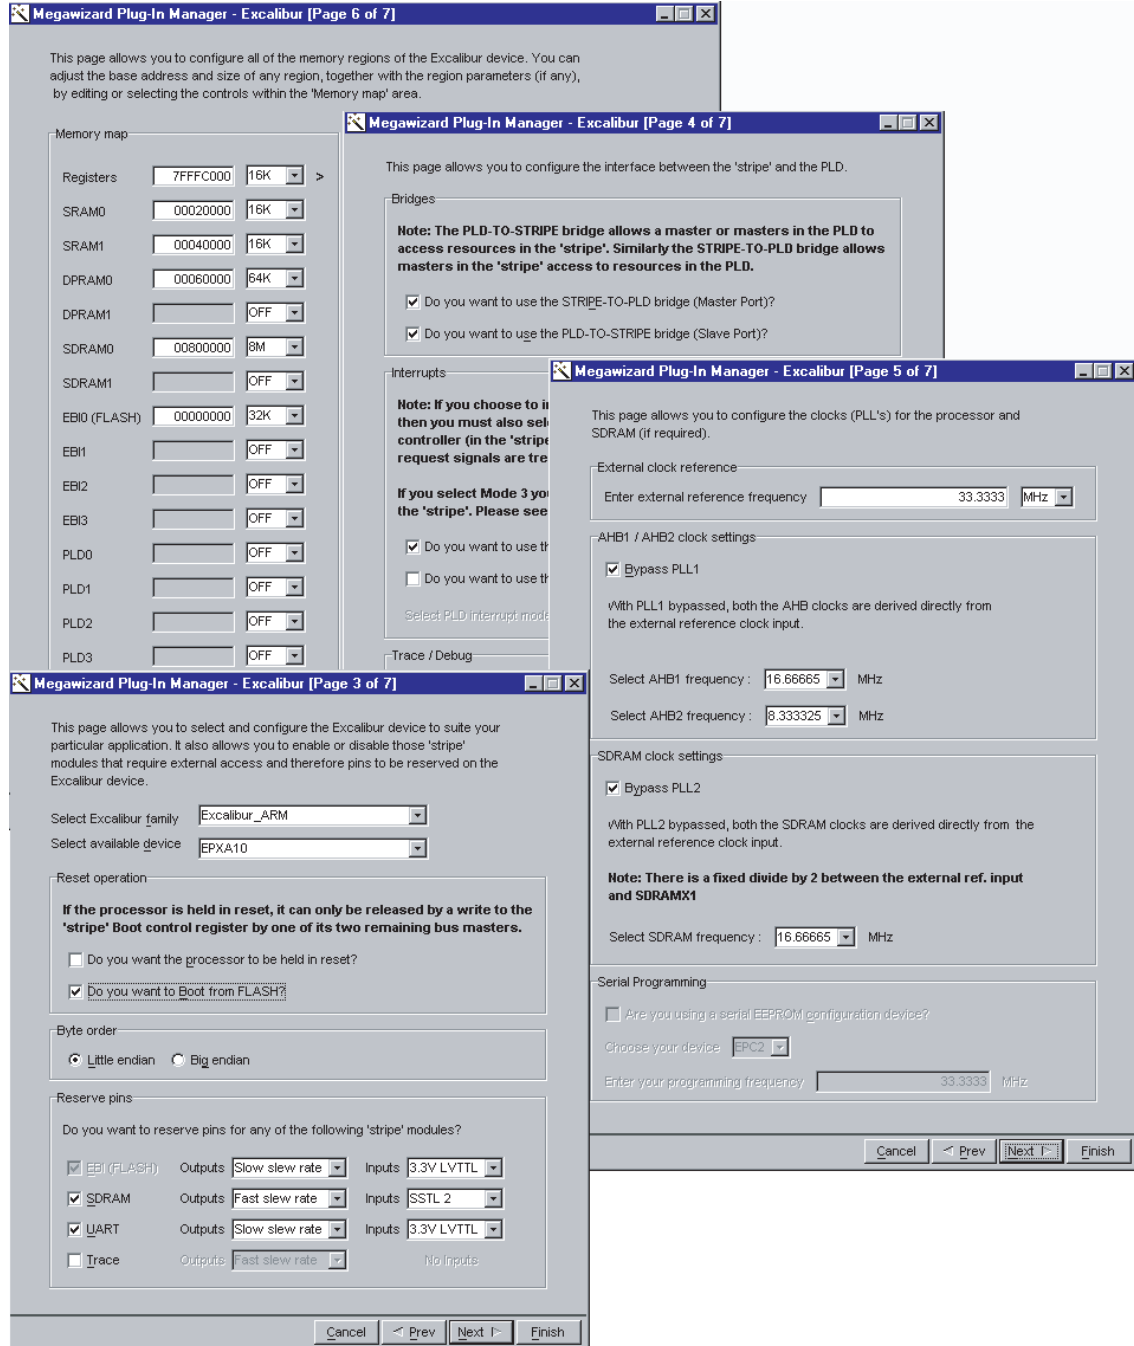 Megawizard Plug-In Manager - Excalibur [Page 6 of 7]
This page allows you to configure all of the memory
regions of the Excalibur device. You can
adjust the base address and size of any region, together with the region parameters (if any),
by editing or selecting the controls within the 'Memory map' area.
Memory map
Registers 7FFFC000 16K >
SRAM0 00020000 16K
SRAM1 00040000 16K
DPRAM0 00060000 64K
DPRAM1 OFF
SDRAM0 00800000 8M
SDRAM1 OFF
EBI0 (FLASH) 00000000 32K
EBI1 OFF
EBI2 OFF
EBI3 OFF
PLD0 OFF
PLD1 OFF
PLD2 OFF
PLD3 OFF
Megawizard Plug-In Manager - Excalibur [Page 4 of 7]
This page allows you to configure the interface between the 'stripe' and the PLD.
Bridges
Note: The PLD-TO-STRIPE bridge allows a master or masters in the PLD to
access resources in the 'stripe'. Similarly the STRIPE-TO-PLD bridge allows
masters in the 'stripe' access to resources in the PLD.
Do you want to use the STRIPE-TO-PLD bridge (Master Port)?
Do you want to use the PLD-TO-STRIPE bridge (Slave Port)?
Interrupts
Note: If you choose to i
then you must also sel
controller (in the 'stripe
request signals are tre
If you select Mode 3 yo
the 'stripe'. Please see
Do you want to use th
Do you want to use th
Select PLD interrupt mode
Trace / Debug
Megawizard Plug-In Manager - Excalibur [Page 5 of 7]
This page allows you to configure the clocks (PLL's) for the processor and
SDRAM (if required).
External clock reference
Enter external reference frequency 33.3333 MHz
AHB1 / AHB2 clock settings
Bypass PLL1
With PLL1 bypassed, both the AHB clocks are derived directly from
the external reference clock input.
Select AHB1 frequency : 16.66665 MHz
Select AHB2 frequency : 8.333325 MHz
SDRAM clock settings
Bypass PLL2
With PLL2 bypassed, both the SDRAM clocks are derived directly from the
external reference clock input.
Note: There is a fixed divide by 2 between the external ref. input
and SDRAMX1
Select SDRAM frequency : 16.66665 MHz
Serial Programming
Are you using a serial EEPROM configuration device?
Choose your device EPC2
Enter your programming frequency 33.3333 MHz
Cancel < Prev Next > Finish
Megawizard Plug-In Manager - Excalibur [Page 3 of 7]
This page allows you to select and configure the Excalibur device to suite your
particular application. It also allows you to enable or disable those 'stripe'
modules that require external access and therefore pins to be reserved on the
Excalibur device.
Select Excalibur family Excalibur_ARM
Select available device EPXA10
Reset operation
If the processor is held in reset, it can only be released by a write to the
'stripe' Boot control register by one of its two remaining bus masters.
Do you want the processor to be held in reset?
Do you want to Boot from FLASH?
Byte order
Little endian Big endian
Reserve pins
Do you want to reserve pins for any of the following 'stripe' modules?
EBI (FLASH) Outputs Slow slew rate Inputs 3.3V LVTTL
SDRAM Outputs Fast slew rate Inputs SSTL 2
UART Outputs Slow slew rate Inputs 3.3V LVTTL
Trace Outputs Fast slew rate No Inputs
Cancel < Prev Next > Finish